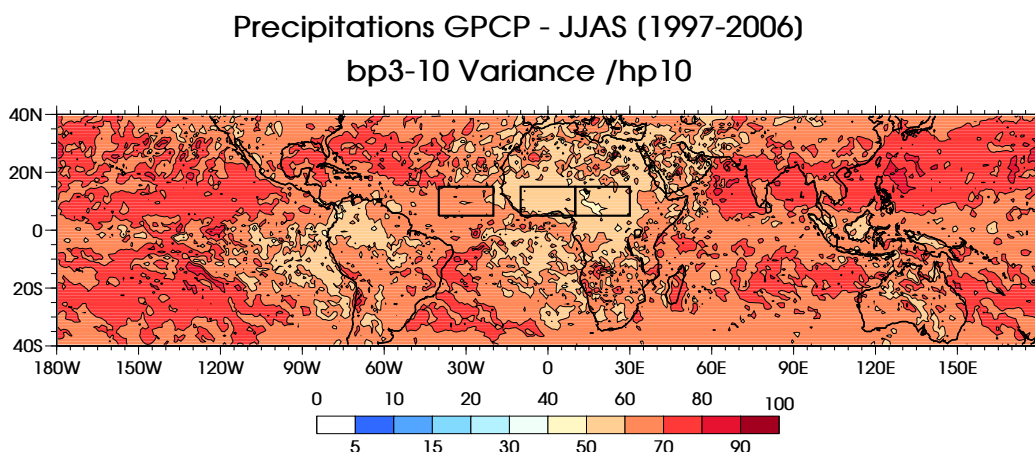 Precipitations GPCP - JJAS (1997-2006)
bp3-10 Variance /hp10
40N
20N
0
20S
40S
180W 150W 120W 90W 60W 30W 0 30E 60E 90E 120E 150E
0 10 20 40 60 80 100
5 15 30 50 70 90